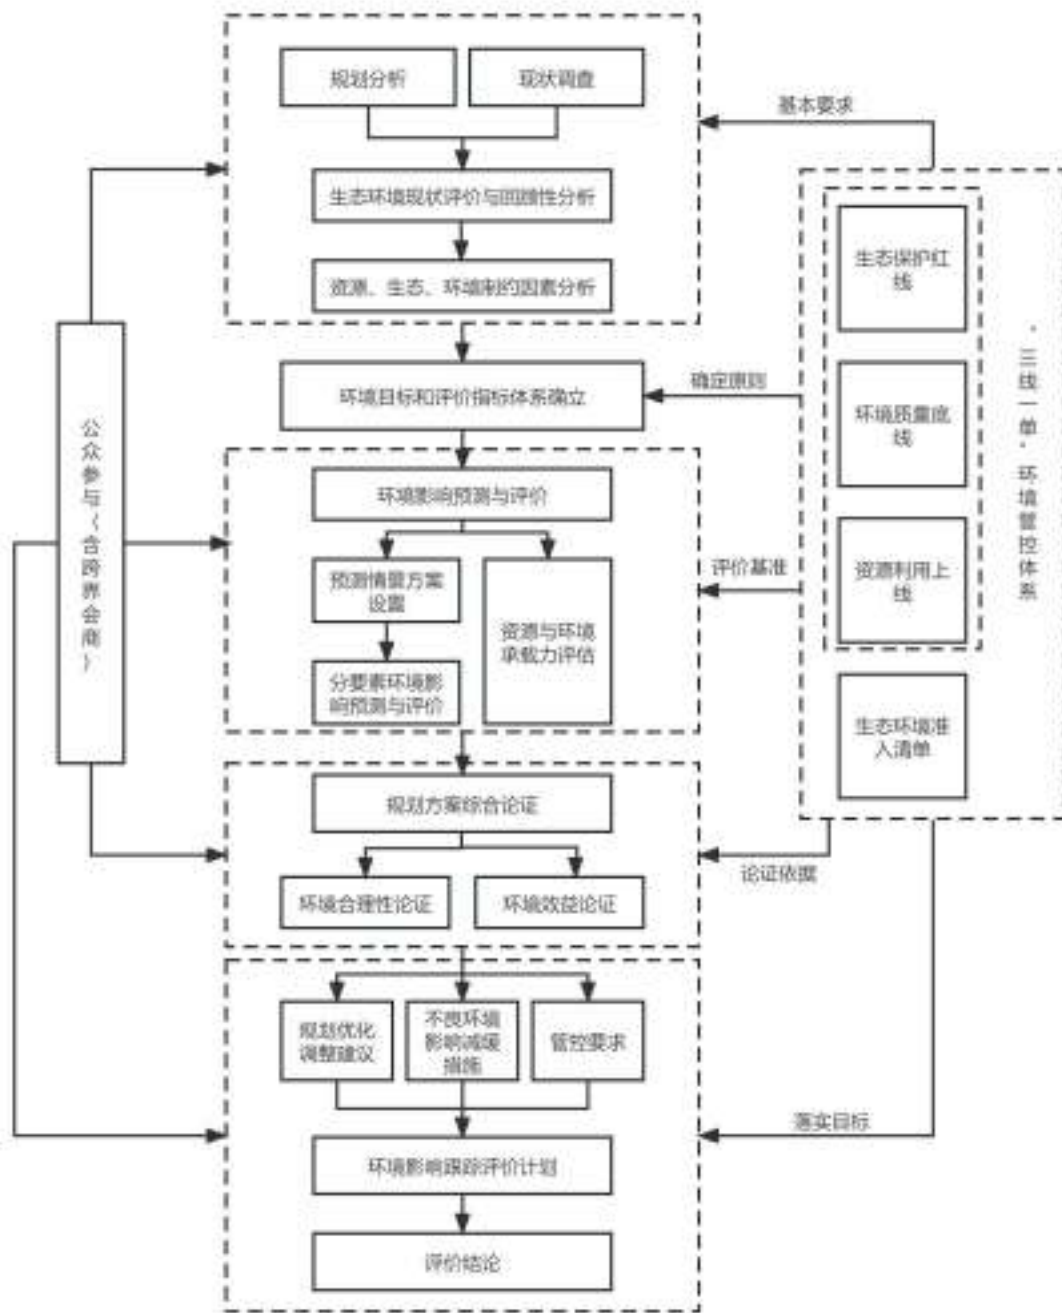 规划分析
现状调查
基本要求
生态环境现状评价与回顾性分析
资源、生态、环境制约因素分析
生态保护红
线
环境目标和评价指标体系确立
确定原则
环境质量底
线
公众参与（含跨界会商）
“三线一单”环境管控体系
环境影响预测与评价
预测情景方案
设置
资源与环境
承载力评估
评价基准
资源利用上
线
分要素环境影
响预测与评价
生态环境准
入清单
规划方案综合论证
论证依据
环境合理性论证
环境效益论证
规划优化
调整建议
不良环境
影响减缓
措施
管控要求
落实目标
环境影响跟踪评价计划
评价结论